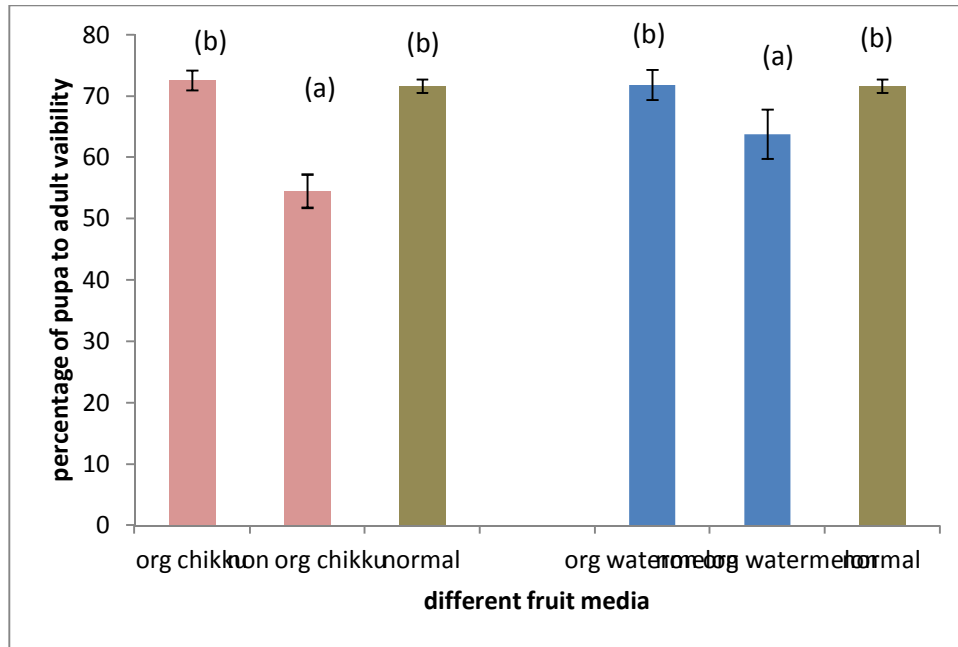 80
70
60
50
40
30
20
10
0
percentage of pupa to adult vaibility
(b)
(a)
(b)
(b)
(a)
(b)
org chikku
non org chikku
normal
org watermelon
non org watermelon
normal
different fruit media